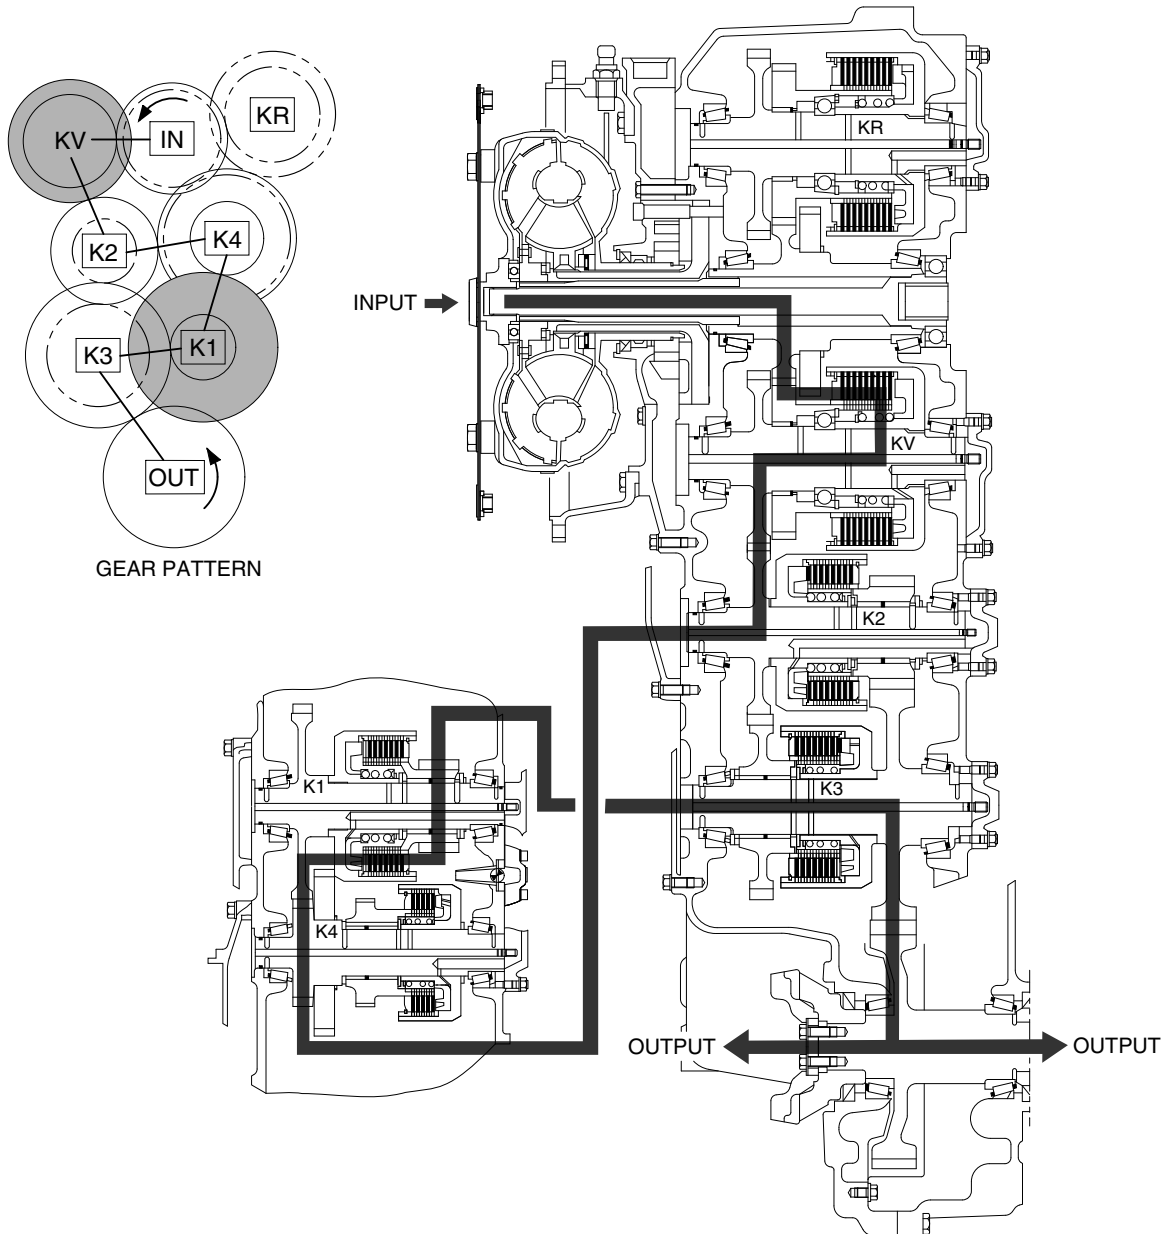 KV
IN
KR
K2
K4
K3
K1
OUT
GEAR PATTERN
INPUT
KR
KV
K2
K3
K1
K4
OUTPUT
OUTPUT